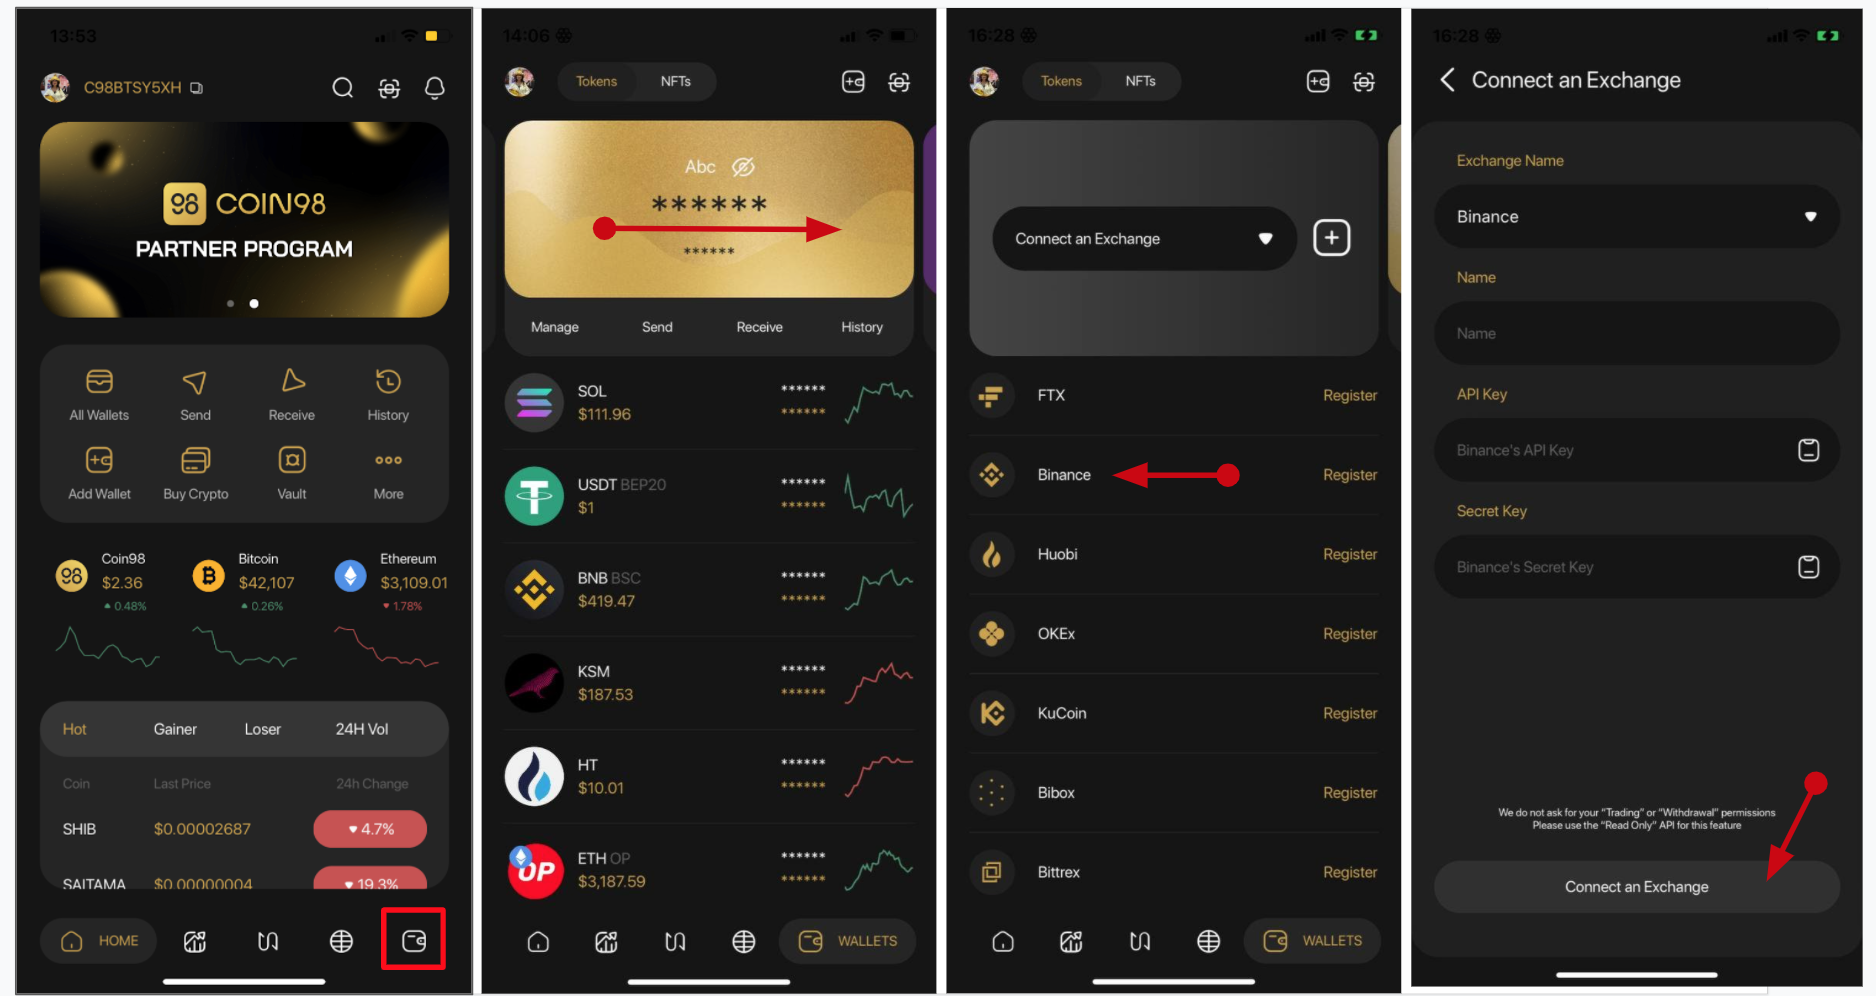 13:53
C98BTSY5XH
98 COIN98
PARTNER PROGRAM
All Wallets Send Receive History
Add Wallet Buy Crypto Vault More
98 Coin98 $2.36 0.48%
Bitcoin $42,107 0.26%
Ethereum $3,109.01 1.78%
Hot Gainer Loser 24H Vol
Coin Last Price 24h Change
SHIB $0.00002687 4.7%
SAITAMA $0.00000004 19.3%
HOME
14:06
Tokens NFTs
Abc
******
******
Manage Send Receive History
SOL ******
$111.96 ******
USDT BEP20 ******
$1 ******
BNB BSC ******
$419.47 ******
KSM ******
$187.53 ******
HT ******
$10.01 ******
OP
ETH OP ******
$3,187.59 ******
WALLETS
16:28
Tokens NFTs
Connect an Exchange
FTX Register
Binance Register
Huobi Register
OKEx Register
KuCoin Register
Bibox Register
Bittrex Register
WALLETS
16:28
Connect an Exchange
Exchange Name
Binance
Name
Name
API Key
Binance's API Key
Secret Key
Binance's Secret Key
We do not ask for your “Trading” or “Withdrawal” permissions
Please use the “Read Only” API for this feature
Connect an Exchange